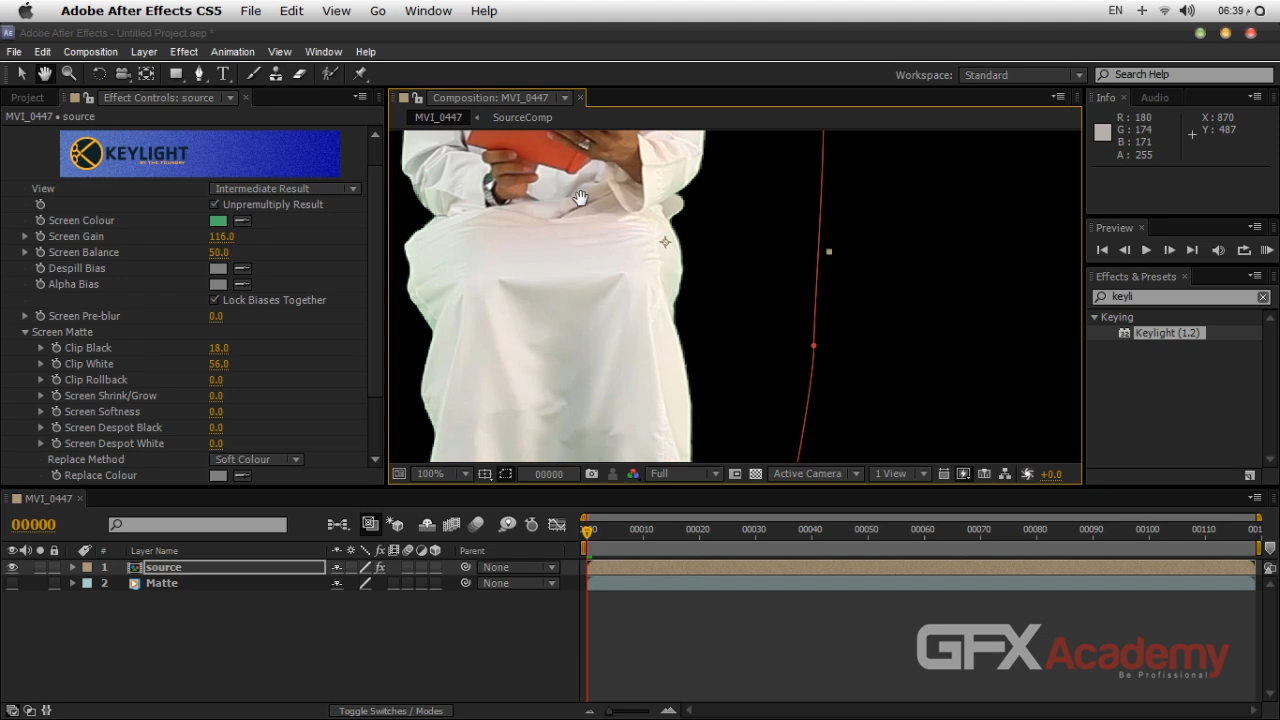 Adobe After Effects CS5 File Edit View Go Window Help EN 06:39 م
Adobe After Effects - Untitled Project.aep *
File Edit Composition Layer Effect Animation View Window Help
Workspace: Standard Search Help
Project Effect Controls: source
MVI_0447 • source
KEYLIGHT
BY THE FOUNDRY
View Intermediate Result
Unpremultiply Result
Screen Colour
Screen Gain 116.0
Screen Balance 50.0
Despill Bias
Alpha Bias
Lock Biases Together
Screen Pre-blur 0.0
Screen Matte
Clip Black 18.0
Clip White 56.0
Clip Rollback 0.0
Screen Shrink/Grow 0.0
Screen Softness 0.0
Screen Despot Black 0.0
Screen Despot White 0.0
Replace Method Soft Colour
Replace Colour
Composition: MVI_0447
MVI_0447 SourceComp
100% 00000 Full Active Camera 1 View +0.0
Info Audio
R: 180 X: 870
G: 174 Y: 487
B: 171
A: 255
Preview
Effects & Presets
keyli
Keying
Keylight (1.2)
MVI_0447
00000
00 00010 00020 00030 00040 00050 00060 00070 00080 00090 00100 00110 001
# Layer Name fx Parent
1 source fx None
2 Matte None
Toggle Switches / Modes
GFX Academy
Be Profissional